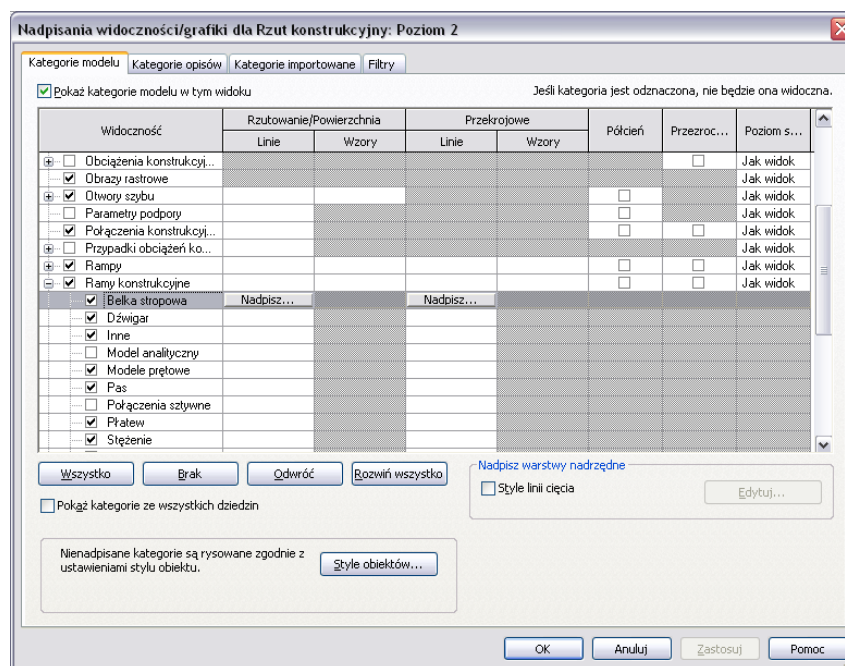 Nadpisania widoczności/grafiki dla Rzut konstrukcyjny: Poziom 2
Kategorie modelu Kategorie opisów Kategorie importowane Filtry
Pokaż kategorie modelu w tym widoku Jeśli kategoria jest odznaczona, nie będzie ona widoczna.
Widoczność Rzutowanie/Powierzchnia Przekrojowe Półcień Przezroc... Poziom s...
Linie Wzory Linie Wzory
Obciążenia konstrukcyj... Jak widok
Obrazy rastrowe Jak widok
Otwory szybu Jak widok
Parametry podpory Jak widok
Połączenia konstrukcyj... Jak widok
Przypadki obciążeń ko... Jak widok
Rampy Jak widok
Ramy konstrukcyjne Jak widok
Belka stropowa Nadpisz... Nadpisz...
Dźwigar
Inne
Model analityczny
Modele prętowe
Pas
Połączenia sztywne
Płatew
Stężenie
Wszystko Brak Odwróć Rozwiń wszystko
Nadpisz warstwy nadrzędne
Style linii cięcia Edytuj...
Pokaż kategorie ze wszystkich dziedzin
Nienadpisane kategorie są rysowane zgodnie z
ustawieniami stylu obiektu.
Style obiektów...
OK Anuluj Zastosuj Pomoc